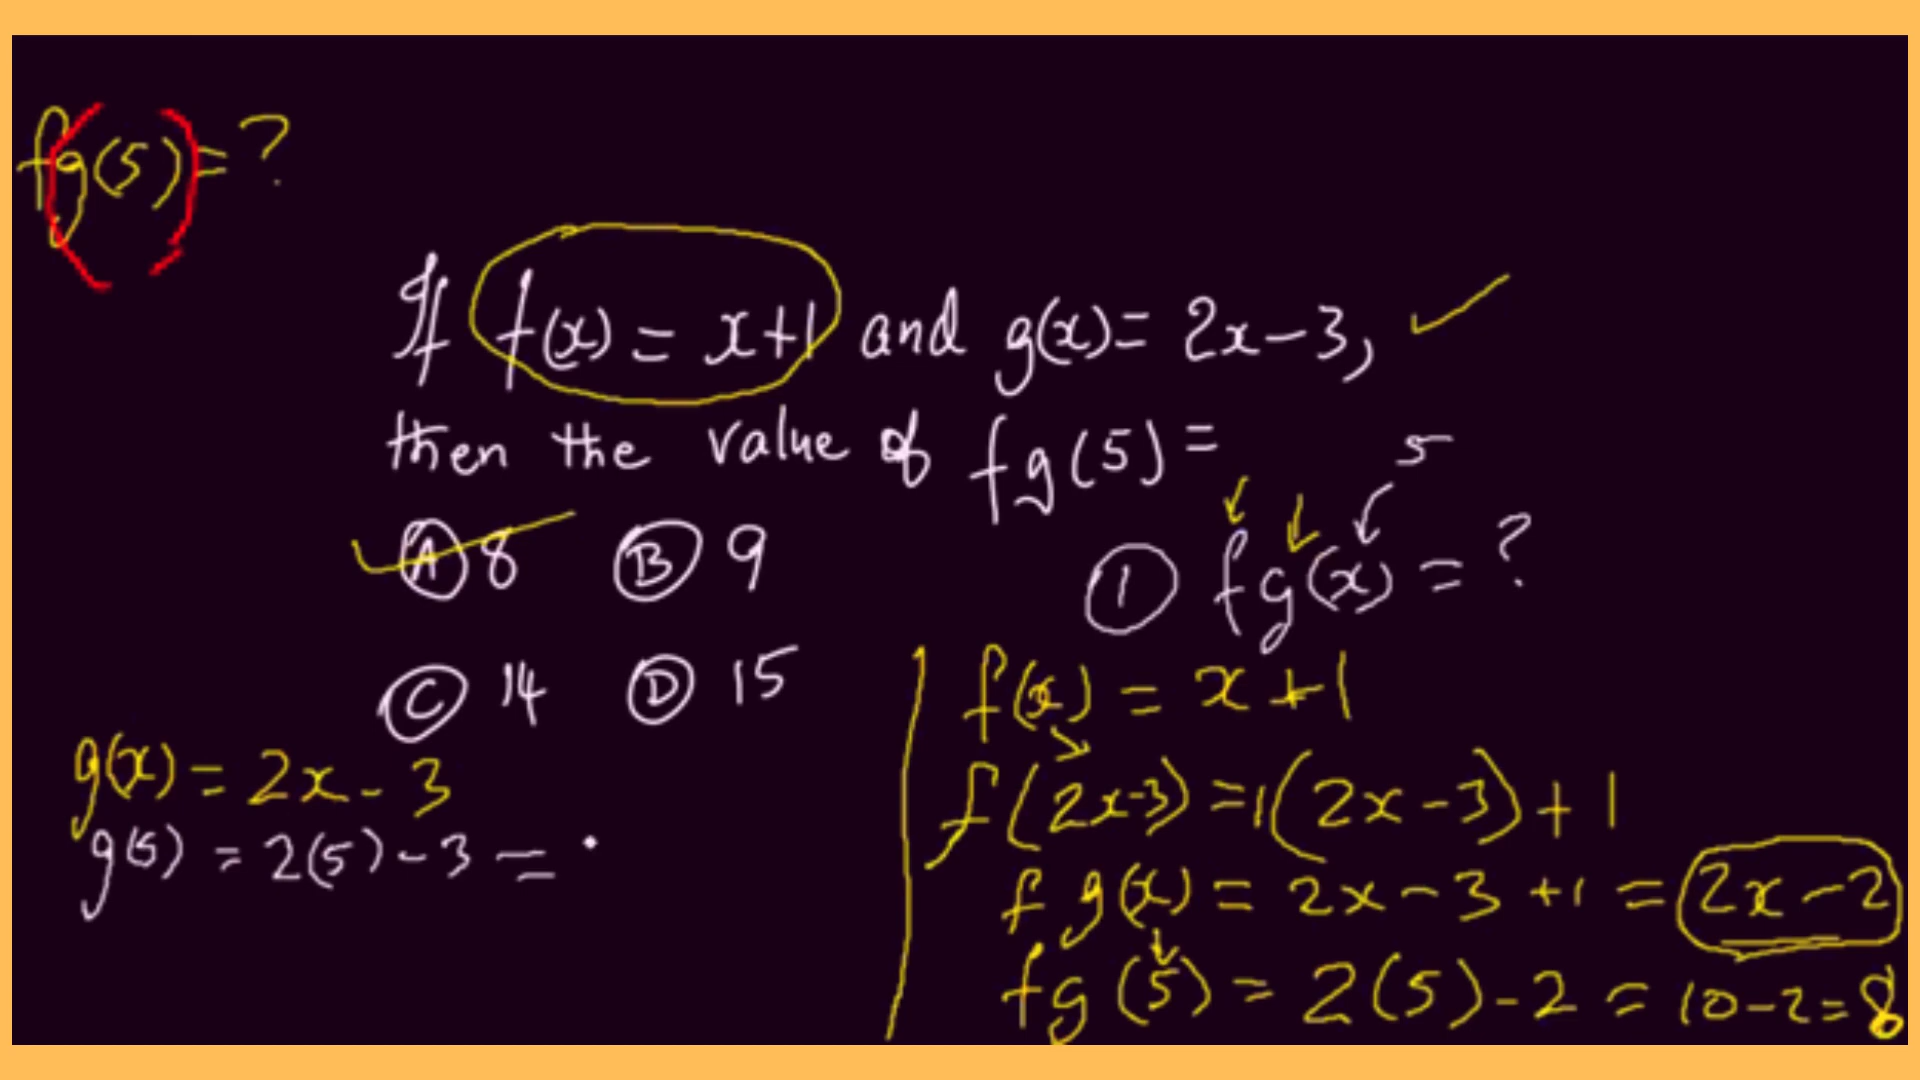 fg(5)=?
If f(x) = x+1 and g(x)= 2x-3,
then the value of fg(5) =
5
A 8 B 9
1 fg(x) = ?
C 14 D 15
f(x) = x+1
g(x) = 2x-3
f(2x-3) = 1(2x-3)+1
g(5) = 2(5)-3 =
fg(x) = 2x-3+1 = 2x-2
fg(5) = 2(5)-2 = 10-2=8